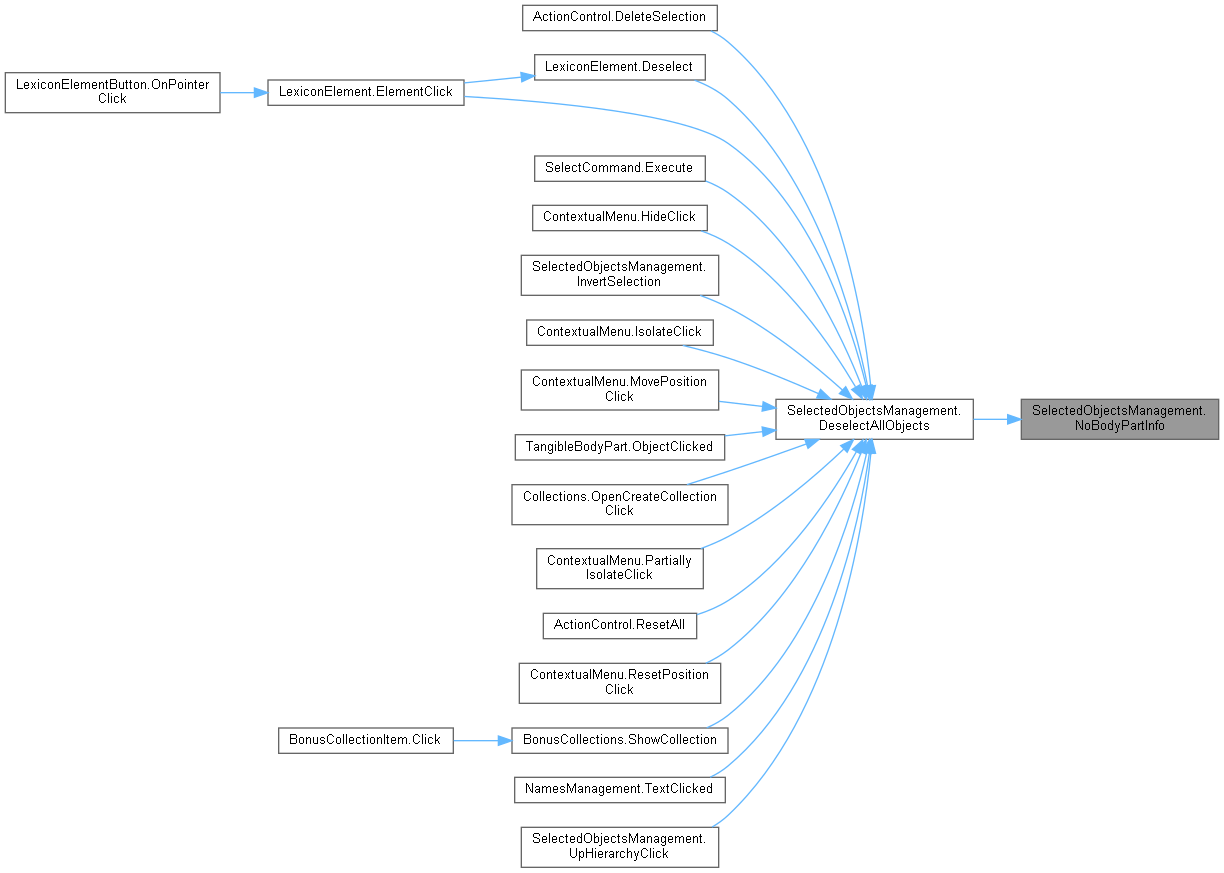 ActionControl.DeleteSelection
LexiconElement.Deselect
LexiconElementButton.OnPointer
Click
LexiconElement.ElementClick
SelectCommand.Execute
ContextualMenu.HideClick
SelectedObjectsManagement.
InvertSelection
ContextualMenu.IsolateClick
ContextualMenu.MovePosition
Click
SelectedObjectsManagement.
DeselectAllObjects
SelectedObjectsManagement.
NoBodyPartInfo
TangibleBodyPart.ObjectClicked
Collections.OpenCreateCollection
Click
ContextualMenu.Partially
IsolateClick
ActionControl.ResetAll
ContextualMenu.ResetPosition
Click
BonusCollectionItem.Click
BonusCollections.ShowCollection
NamesManagement.TextClicked
SelectedObjectsManagement.
UpHierarchyClick